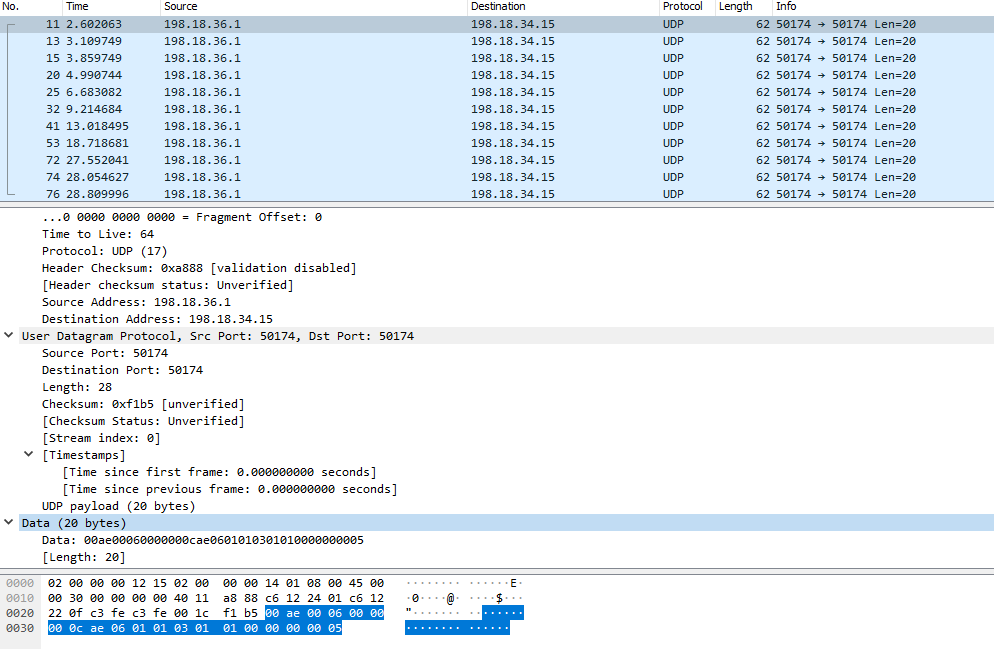 No. Time Source Destination Protocol Length Info
11 2.602063 198.18.36.1 198.18.34.15 UDP 62 50174 → 50174 Len=20
13 3.109749 198.18.36.1 198.18.34.15 UDP 62 50174 → 50174 Len=20
15 3.859749 198.18.36.1 198.18.34.15 UDP 62 50174 → 50174 Len=20
20 4.990744 198.18.36.1 198.18.34.15 UDP 62 50174 → 50174 Len=20
25 6.683082 198.18.36.1 198.18.34.15 UDP 62 50174 → 50174 Len=20
32 9.214684 198.18.36.1 198.18.34.15 UDP 62 50174 → 50174 Len=20
41 13.018495 198.18.36.1 198.18.34.15 UDP 62 50174 → 50174 Len=20
53 18.718681 198.18.36.1 198.18.34.15 UDP 62 50174 → 50174 Len=20
72 27.552041 198.18.36.1 198.18.34.15 UDP 62 50174 → 50174 Len=20
74 28.054627 198.18.36.1 198.18.34.15 UDP 62 50174 → 50174 Len=20
76 28.809996 198.18.36.1 198.18.34.15 UDP 62 50174 → 50174 Len=20
...0 0000 0000 0000 = Fragment Offset: 0
Time to Live: 64
Protocol: UDP (17)
Header Checksum: 0xa888 [validation disabled]
[Header checksum status: Unverified]
Source Address: 198.18.36.1
Destination Address: 198.18.34.15
User Datagram Protocol, Src Port: 50174, Dst Port: 50174
Source Port: 50174
Destination Port: 50174
Length: 28
Checksum: 0xf1b5 [unverified]
[Checksum Status: Unverified]
[Stream index: 0]
[Timestamps]
[Time since first frame: 0.000000000 seconds]
[Time since previous frame: 0.000000000 seconds]
UDP payload (20 bytes)
Data (20 bytes)
Data: 00ae00060000000cae0601010301010000000005
[Length: 20]
0000 02 00 00 00 12 15 02 00 00 00 14 01 08 00 45 00 ········ ······E·
0010 00 30 00 00 00 00 40 11 a8 88 c6 12 24 01 c6 12 ·0····@· ····$···
0020 22 0f c3 fe c3 fe 00 1c f1 b5 00 ae 00 06 00 00 "······· ········
0030 00 0c ae 06 01 01 03 01 01 00 00 00 00 05 ········ ······